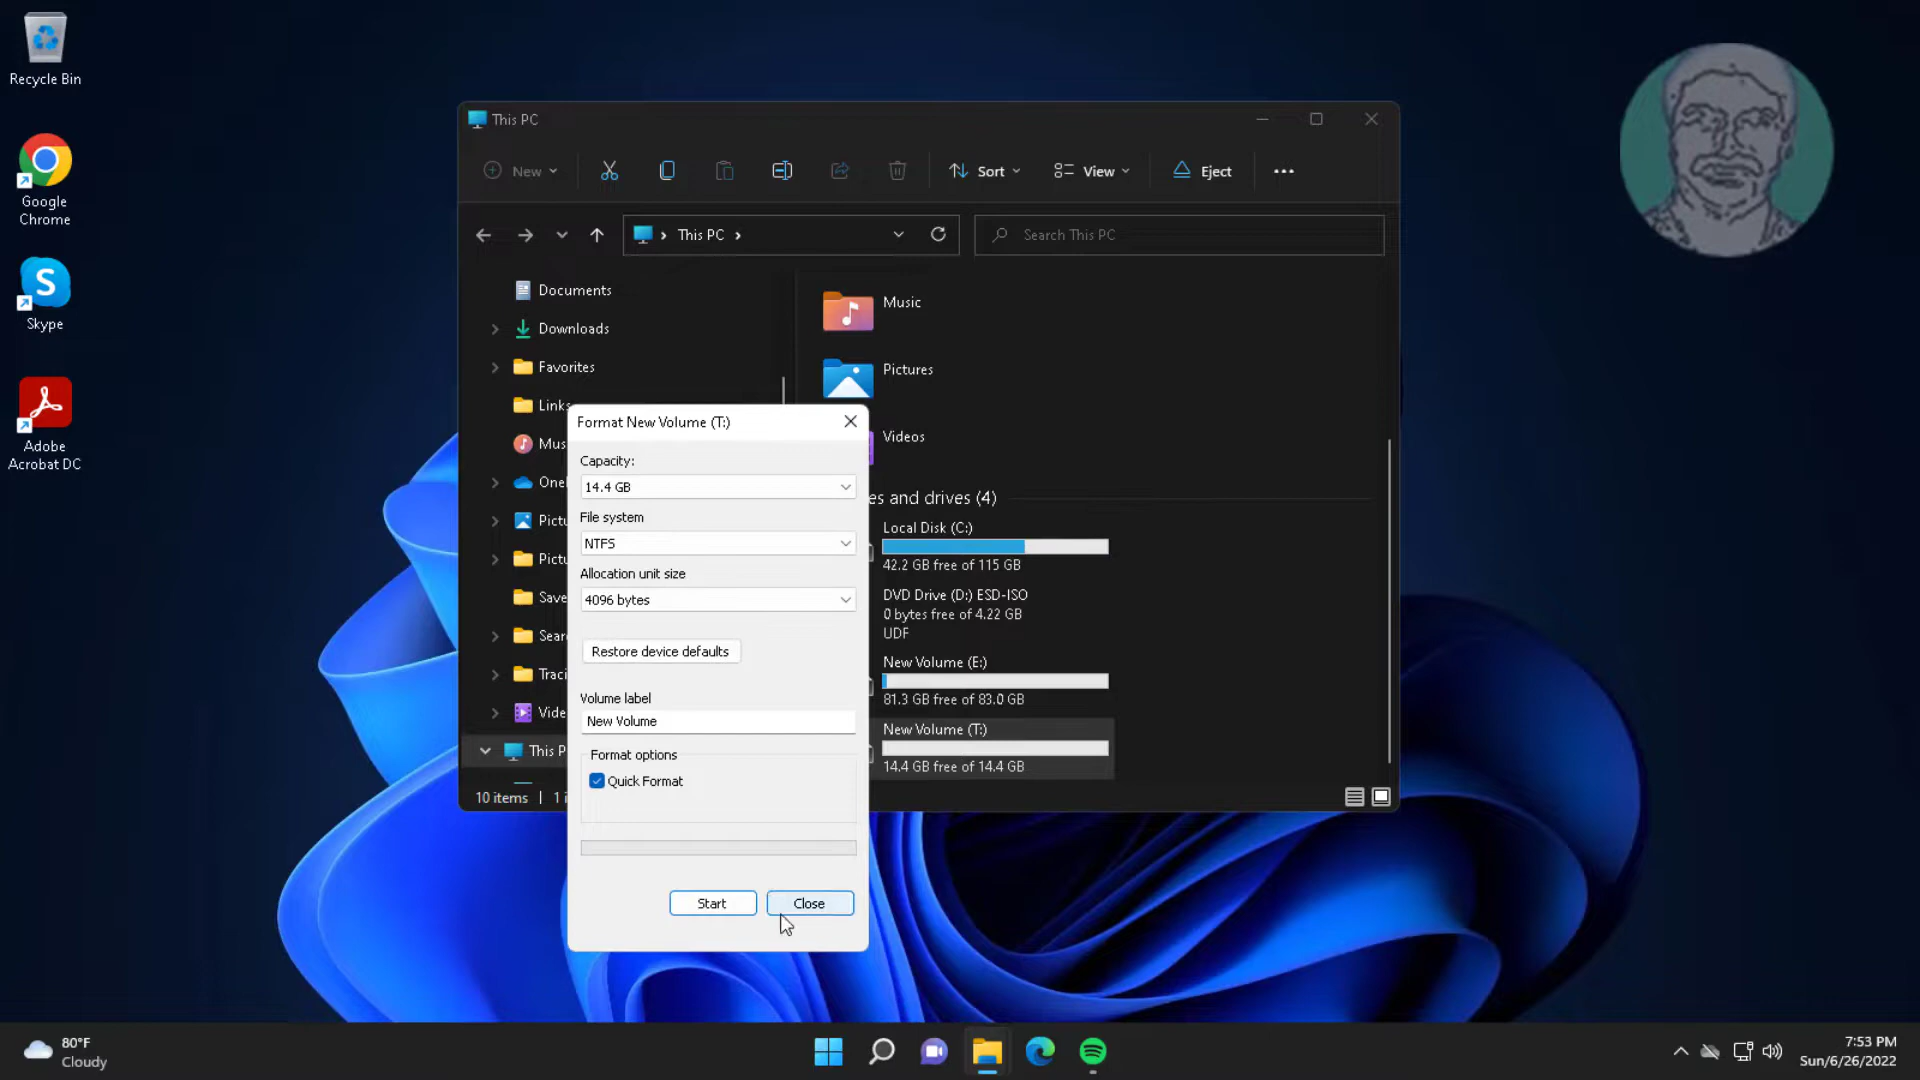 Recycle Bin
Google
Chrome
Skype
Adobe
Acrobat DC
This PC
New
Sort
View
Eject
This PC
Search This PC
Documents
Downloads
Favorites
Links
Mus
One
Pictu
Pictu
Save
Sear
Traci
Vide
This P
10 items
1 i
Music
Pictures
Videos
es and drives (4)
Local Disk (C:)
42.2 GB free of 115 GB
DVD Drive (D:) ESD-ISO
0 bytes free of 4.22 GB
UDF
New Volume (E:)
81.3 GB free of 83.0 GB
New Volume (T:)
14.4 GB free of 14.4 GB
Format New Volume (T:)
Capacity:
14.4 GB
File system
NTFS
Allocation unit size
4096 bytes
Restore device defaults
Volume label
New Volume
Format options
Quick Format
Start
Close
80°F
Cloudy
7:53 PM
Sun/6/26/2022